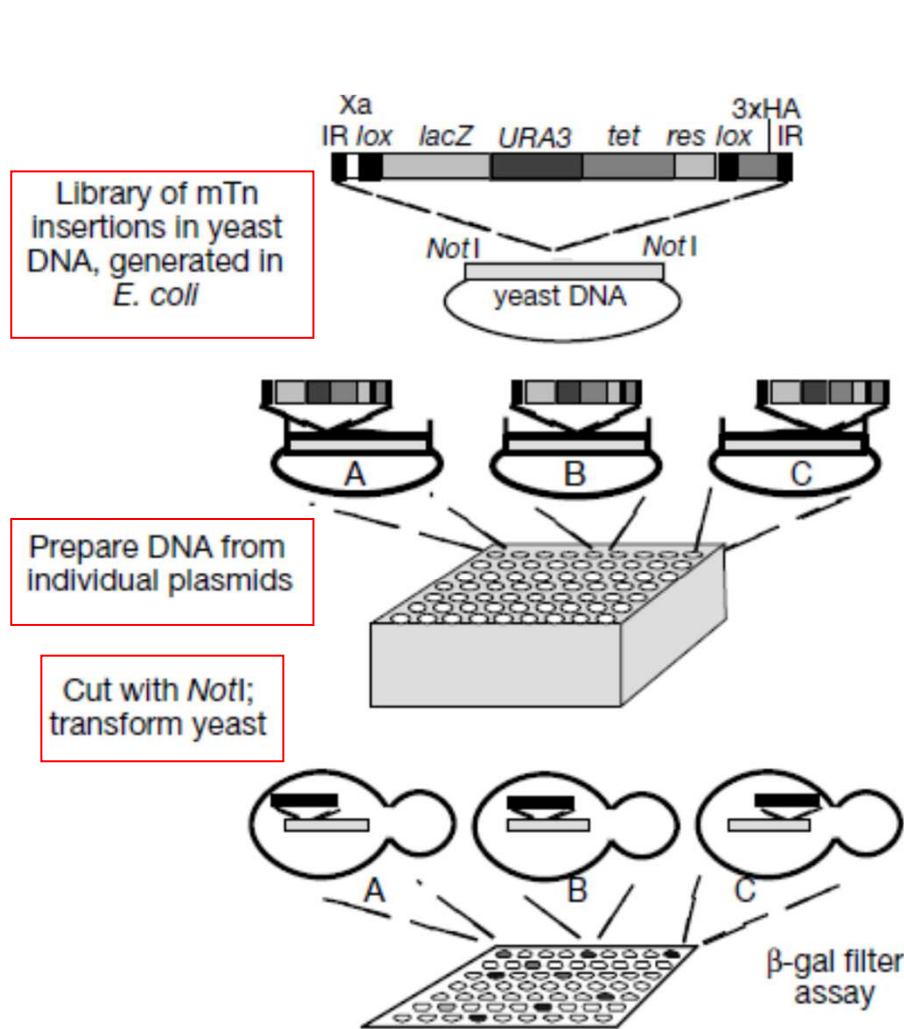 Xa
3xHA
IR lox lacZ URA3 tet res lox IR
Library of mTn
insertions in yeast
DNA, generated in
E. coli
NotI NotI
yeast DNA
A B C
Prepare DNA from
individual plasmids
Cut with NotI;
transform yeast
A B C
β-gal filter
assay